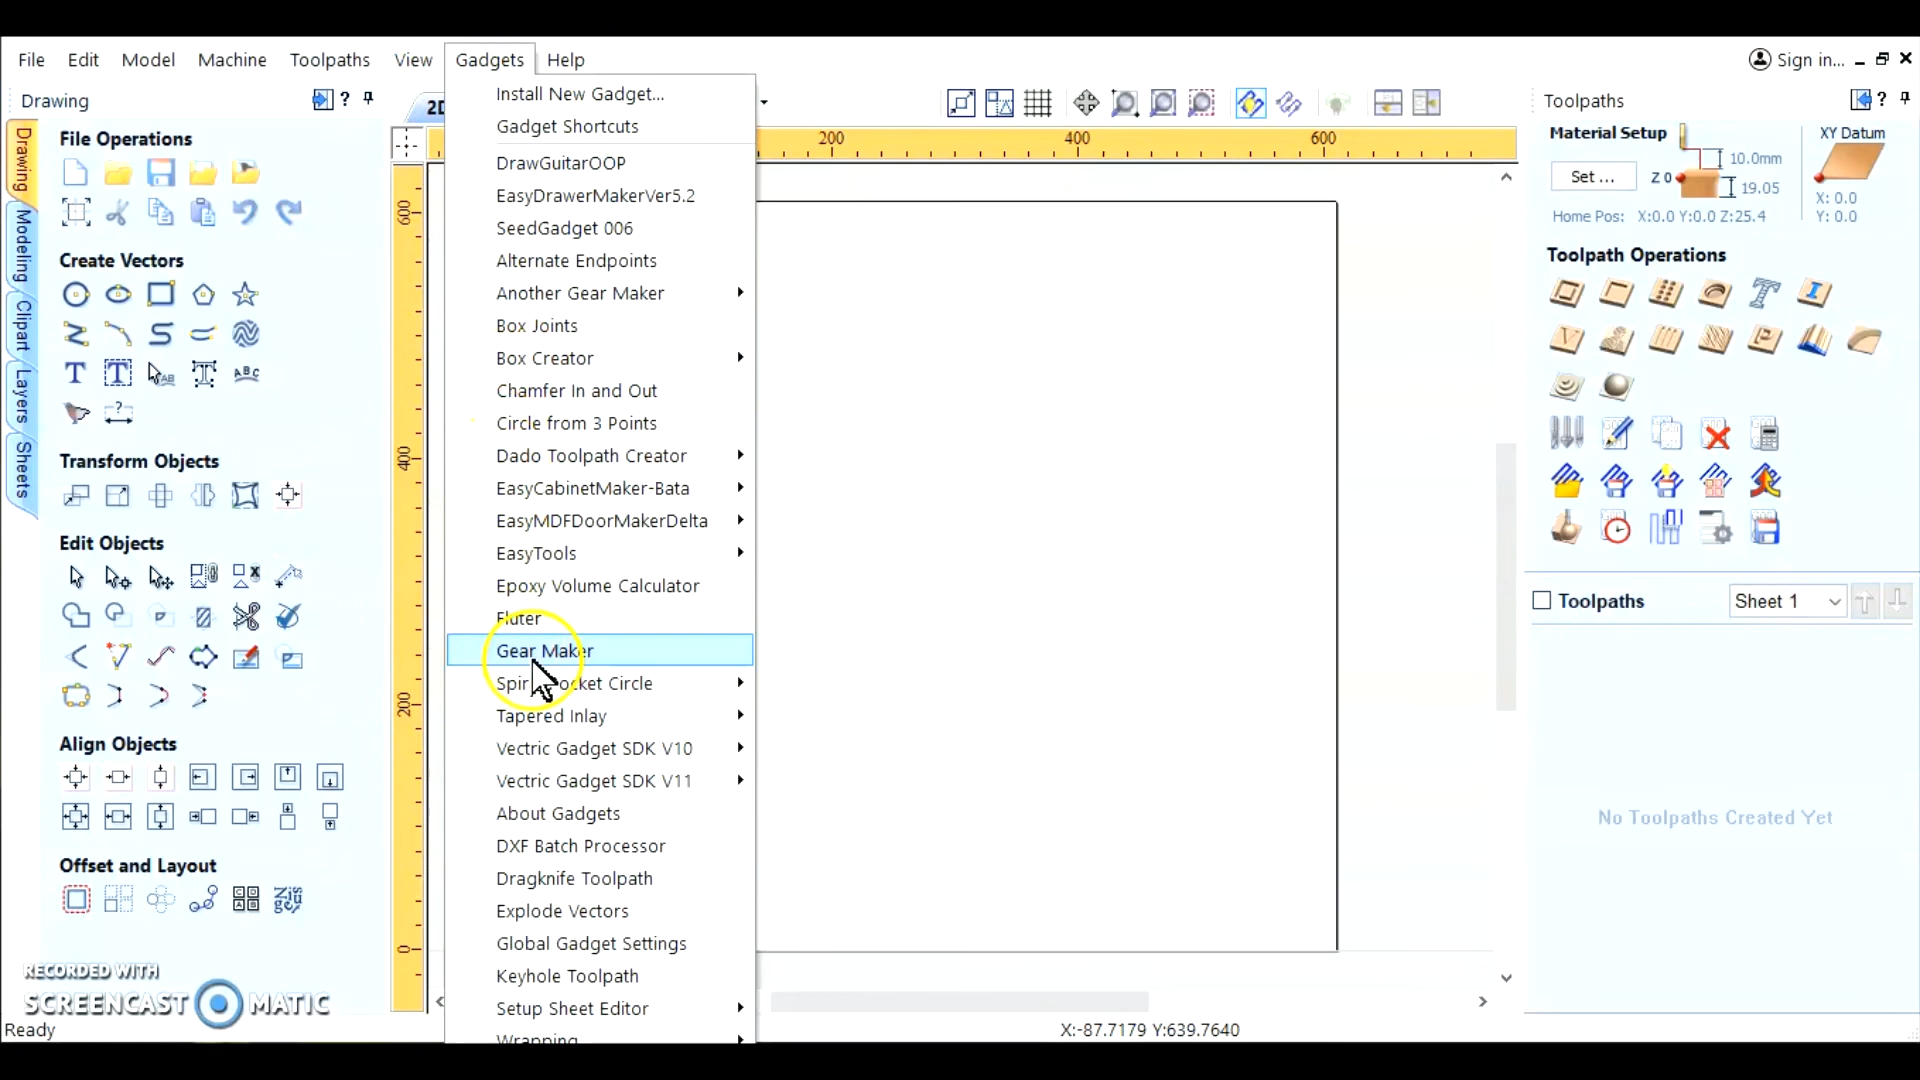 File Edit Model Machine Toolpaths View Gadgets Help
Sign in...
Drawing
?
Drawing
Modeling
Clipart
Layers
Sheets
File Operations
Create Vectors
Transform Objects
Edit Objects
Align Objects
Offset and Layout
RECORDED WITH
SCREENCAST MATIC
Ready
2D
Install New Gadget...
Gadget Shortcuts
DrawGuitarOOP
EasyDrawerMakerVer5.2
SeedGadget 006
Alternate Endpoints
Another Gear Maker
Box Joints
Box Creator
Chamfer In and Out
Circle from 3 Points
Dado Toolpath Creator
EasyCabinetMaker-Bata
EasyMDFDoorMakerDelta
EasyTools
Epoxy Volume Calculator
Fluter
Gear Maker
Tapered Inlay
Vectric Gadget SDK V10
Vectric Gadget SDK V11
About Gadgets
DXF Batch Processor
Dragknife Toolpath
Explode Vectors
Global Gadget Settings
Keyhole Toolpath
Setup Sheet Editor
Wrapping
200 400 600
600
400
200
0
X:-87.7179 Y:639.7640
Toolpaths
?
Material Setup
Set ...
Z 0
10.0mm
19.05
XY Datum
X: 0.0
Y: 0.0
Home Pos: X:0.0 Y:0.0 Z:25.4
Toolpath Operations
Toolpaths
Sheet 1
No Toolpaths Created Yet